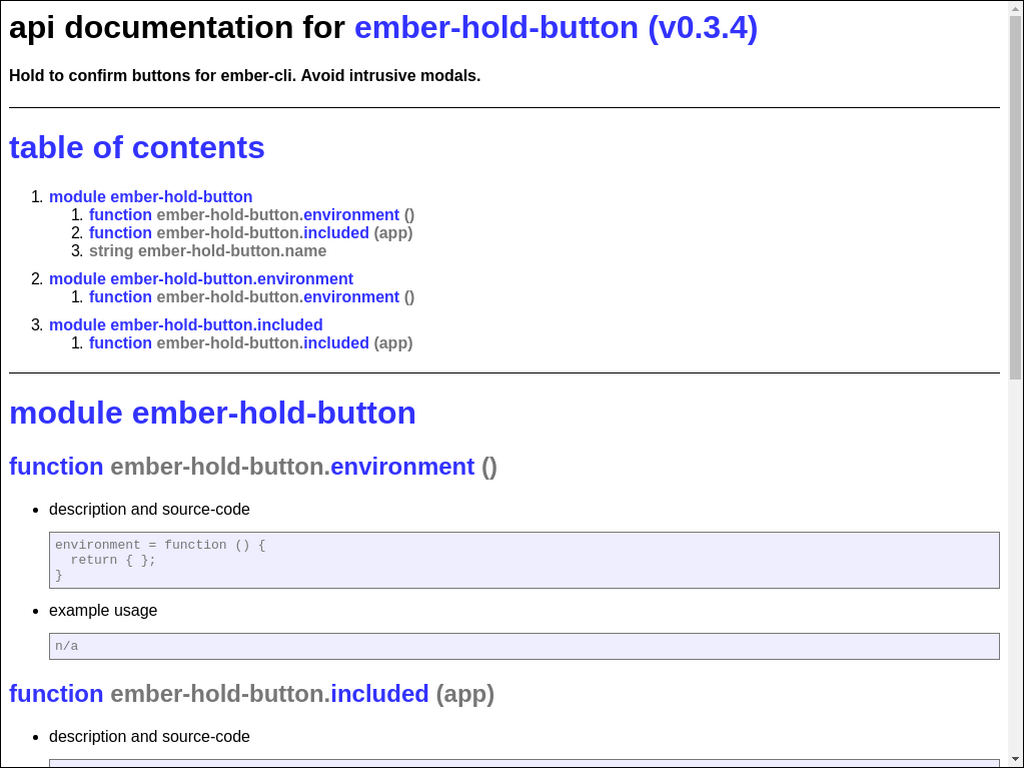 api documentation for ember-hold-button (v0.3.4)
Hold to confirm buttons for ember-cli. Avoid intrusive modals.
table of contents
1. module ember-hold-button
1. function ember-hold-button.environment ()
2. function ember-hold-button.included (app)
3. string ember-hold-button.name
2. module ember-hold-button.environment
1. function ember-hold-button.environment ()
3. module ember-hold-button.included
1. function ember-hold-button.included (app)
module ember-hold-button
function ember-hold-button.environment ()
• description and source-code
environment = function () {
  return { };
}
• example usage
n/a
function ember-hold-button.included (app)
• description and source-code